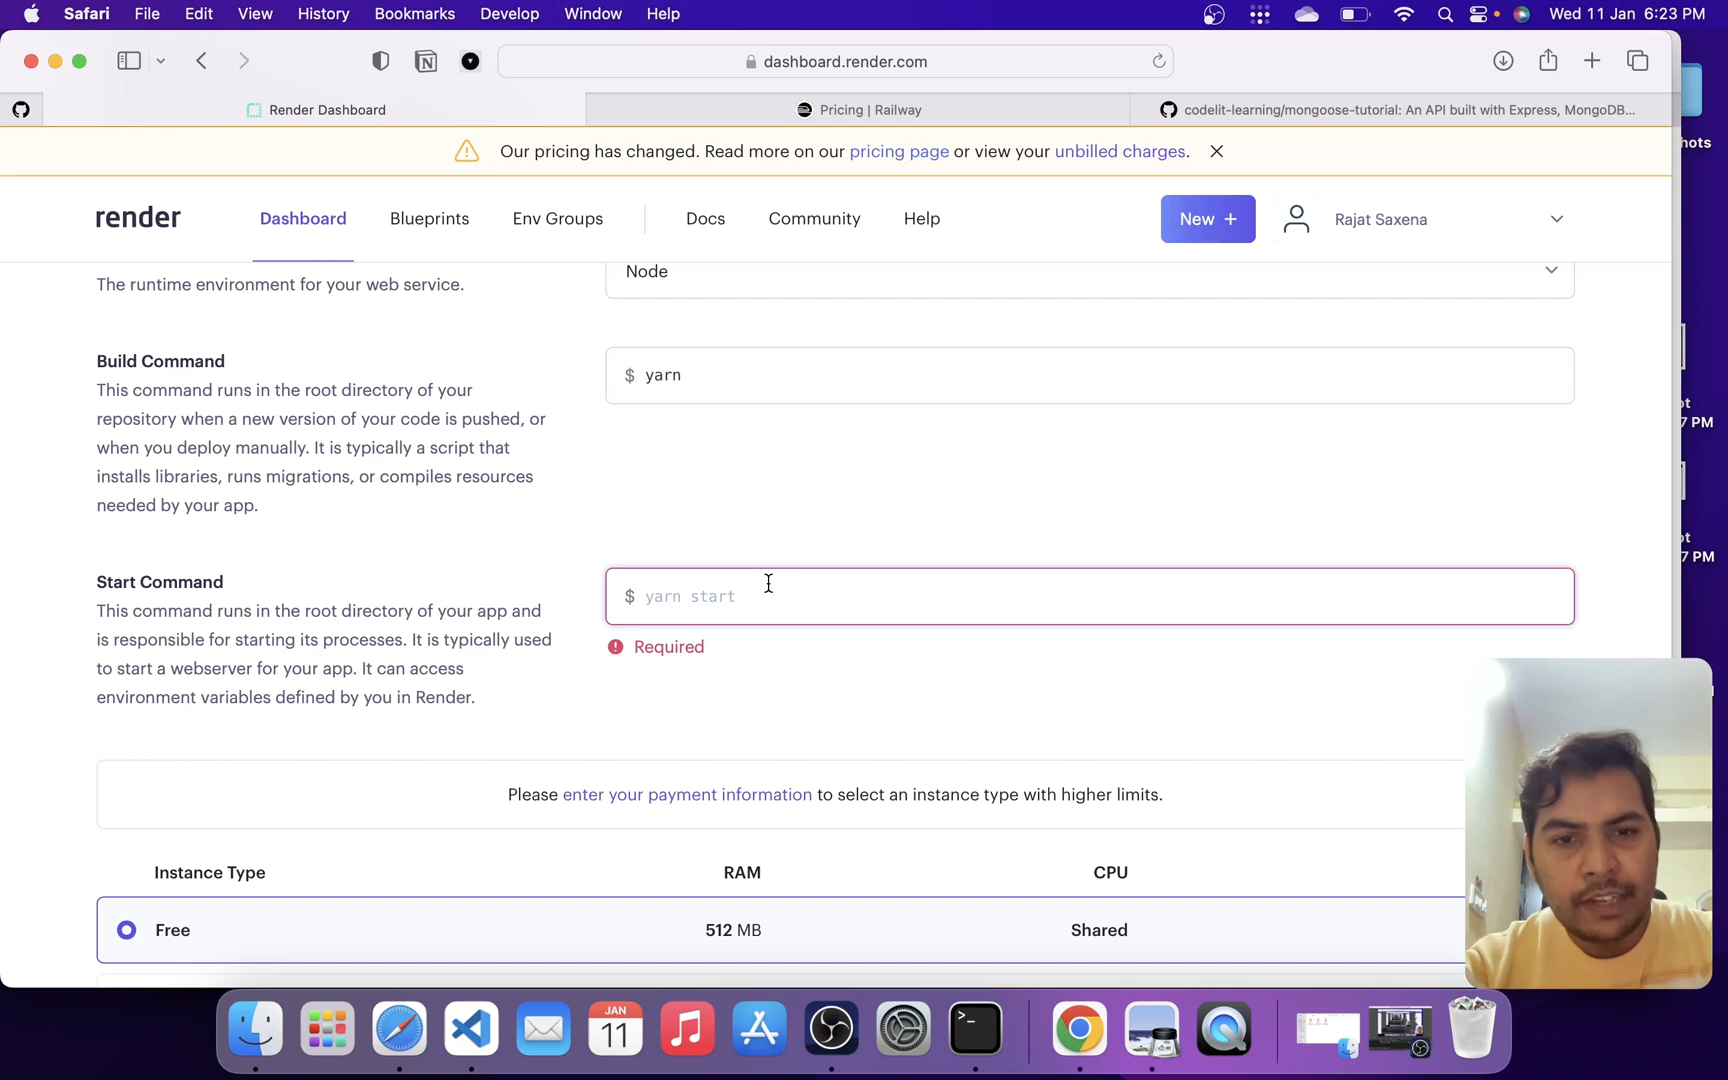 Safari File Edit View History Bookmarks Develop Window Help Wed 11 Jan 6:23 PM
dashboard.render.com
Render Dashboard Pricing | Railway codelit-learning/mongoose-tutorial: An API built with Express, MongoDB...
hots
Our pricing has changed. Read more on our pricing page or view your unbilled charges.
render Dashboard Blueprints Env Groups Docs Community Help New + Rajat Saxena
The runtime environment for your web service.
Node
Build Command
This command runs in the root directory of your
repository when a new version of your code is pushed, or
when you deploy manually. It is typically a script that
installs libraries, runs migrations, or compiles resources
needed by your app.
$ yarn
ot
7 PM
ot
7 PM
Start Command
This command runs in the root directory of your app and
is responsible for starting its processes. It is typically used
to start a webserver for your app. It can access
environment variables defined by you in Render.
$ yarn start
Required
Please enter your payment information to select an instance type with higher limits.
Instance Type RAM CPU
Free 512 MB Shared
JAN
11